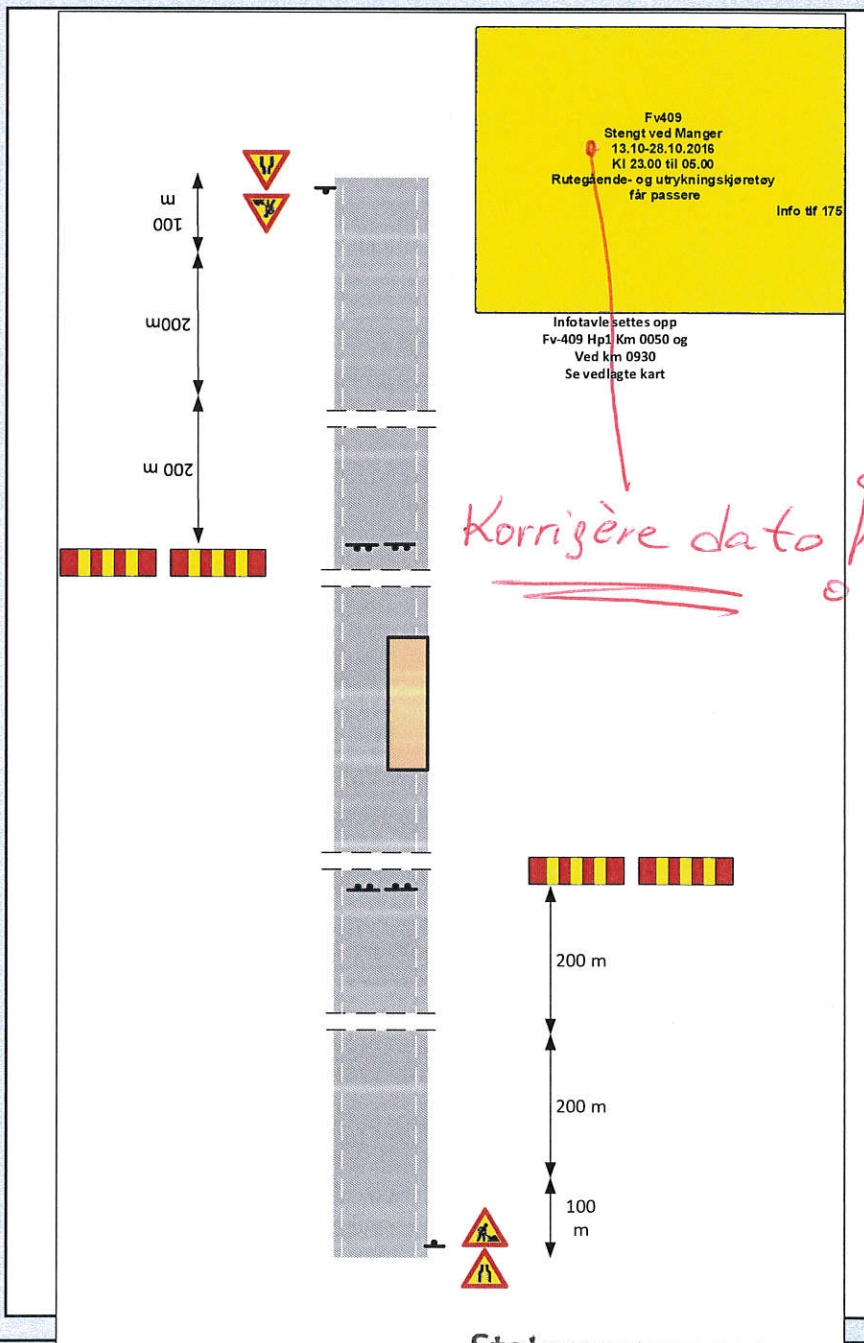 Fv409
Stengt ved Manger
13.10-28.10.2016
Kl 23.00 til 05.00
Rutegående- og utrykningskjøretøy
får passere
Info tlf 175
Infotavle settes opp
Fv-409 Hp1 Km 0050 og
Ved km 0930
Se vedlagte kart
100
m
200m
200 m
Korrigère dato!
200 m
200 m
100
m